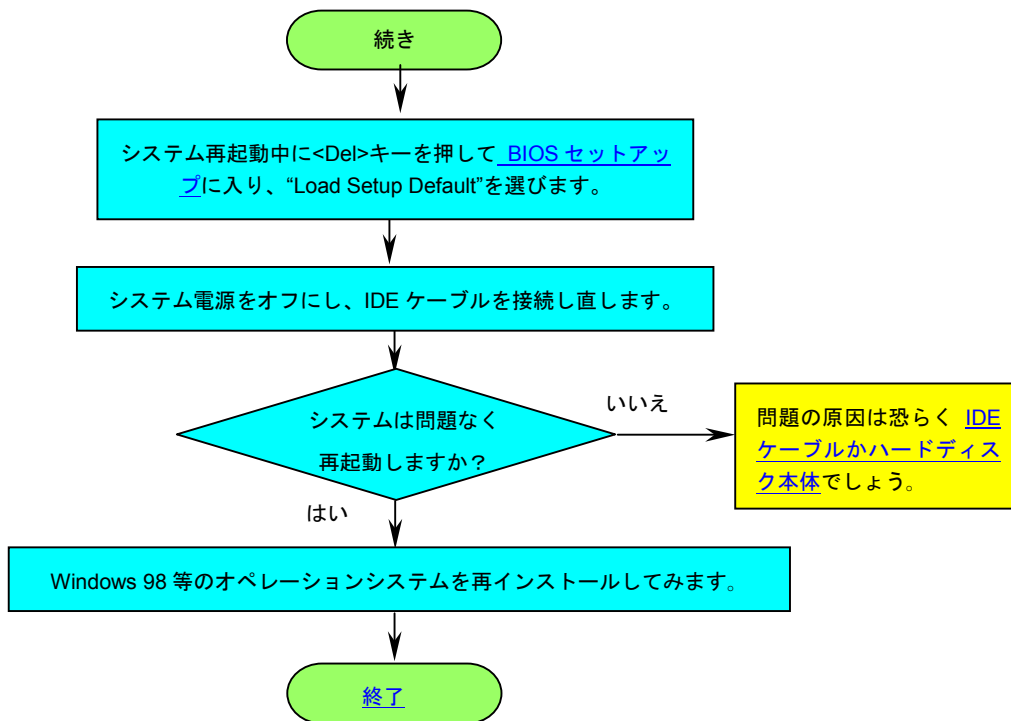 続き
システム再起動中に<Del>キーを押して BIOS セットアッ
プに入り、“Load Setup Default”を選びます。
システム電源をオフにし、IDE ケーブルを接続し直します。
システムは問題なく
再起動しますか？
いいえ
問題の原因は恐らく IDE
ケーブルかハードディス
ク本体でしょう。
はい
Windows 98 等のオペレーションシステムを再インストールしてみます。
終了